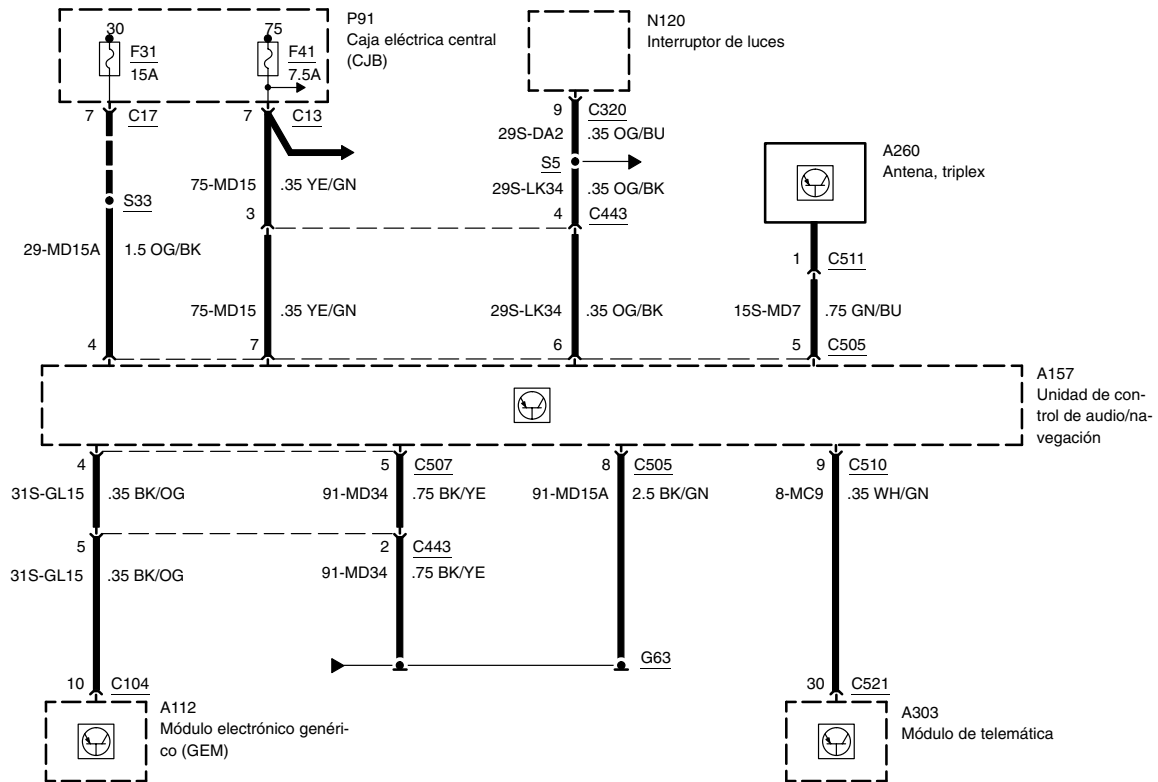 P91
Caja eléctrica central
(CJB)
30
F31
15A
75
F41
7.5A
N120
Interruptor de luces
7 C17
7 C13
9 C320
29S-DA2 .35 OG/BU
S5
29S-LK34 .35 OG/BK
A260
Antena, triplex
75-MD15 .35 YE/GN
S33
3
4 C443
29-MD15A 1.5 OG/BK
1 C511
75-MD15 .35 YE/GN
29S-LK34 .35 OG/BK
15S-MD7 .75 GN/BU
4
7
6
5 C505
A157
Unidad de con-
trol de audio/na-
vegación
4
5 C507
8 C505
9 C510
31S-GL15 .35 BK/OG
91-MD34 .75 BK/YE
91-MD15A 2.5 BK/GN
8-MC9 .35 WH/GN
5
2 C443
31S-GL15 .35 BK/OG
91-MD34 .75 BK/YE
G63
10 C104
30 C521
A112
Módulo electrónico genéri-
co (GEM)
A303
Módulo de telemática